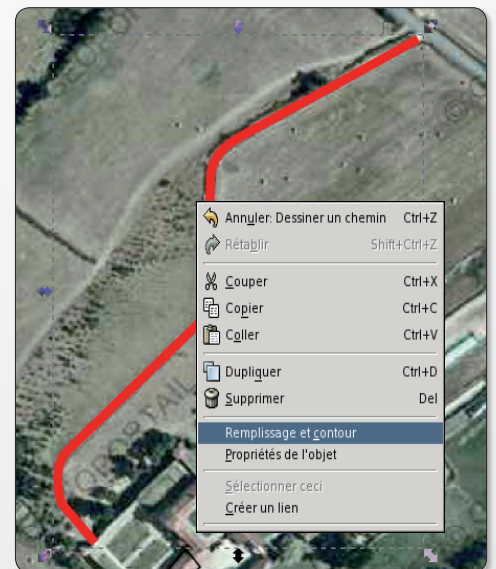 Annuler: Dessiner un chemin Ctrl+Z
Rétablir Shift+Ctrl+Z
Couper Ctrl+X
Copier Ctrl+C
Coller Ctrl+V
Dupliquer Ctrl+D
Supprimer Del
Remplissage et contour
Propriétés de l'objet
Sélectionner ceci
Créer un lien